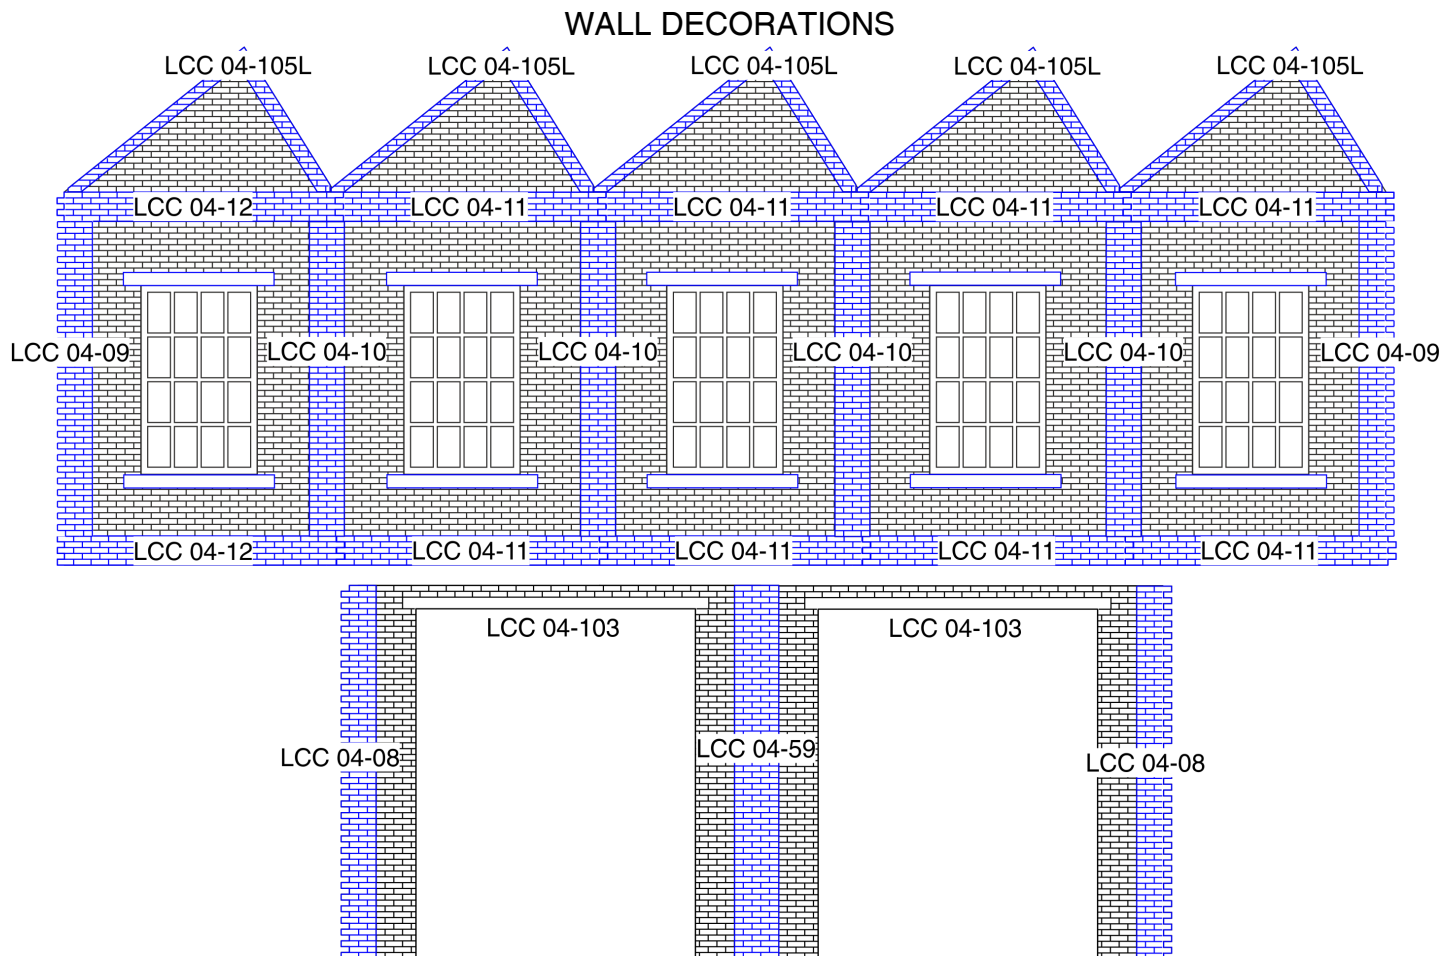 WALL DECORATIONS
LCC 04-105L LCC 04-105L LCC 04-105L LCC 04-105L LCC 04-105L
LCC 04-12 LCC 04-11 LCC 04-11 LCC 04-11 LCC 04-11
LCC 04-09 LCC 04-10 LCC 04-10 LCC 04-10 LCC 04-10 LCC 04-09
LCC 04-12 LCC 04-11 LCC 04-11 LCC 04-11 LCC 04-11
LCC 04-103 LCC 04-103
LCC 04-08 LCC 04-59 LCC 04-08